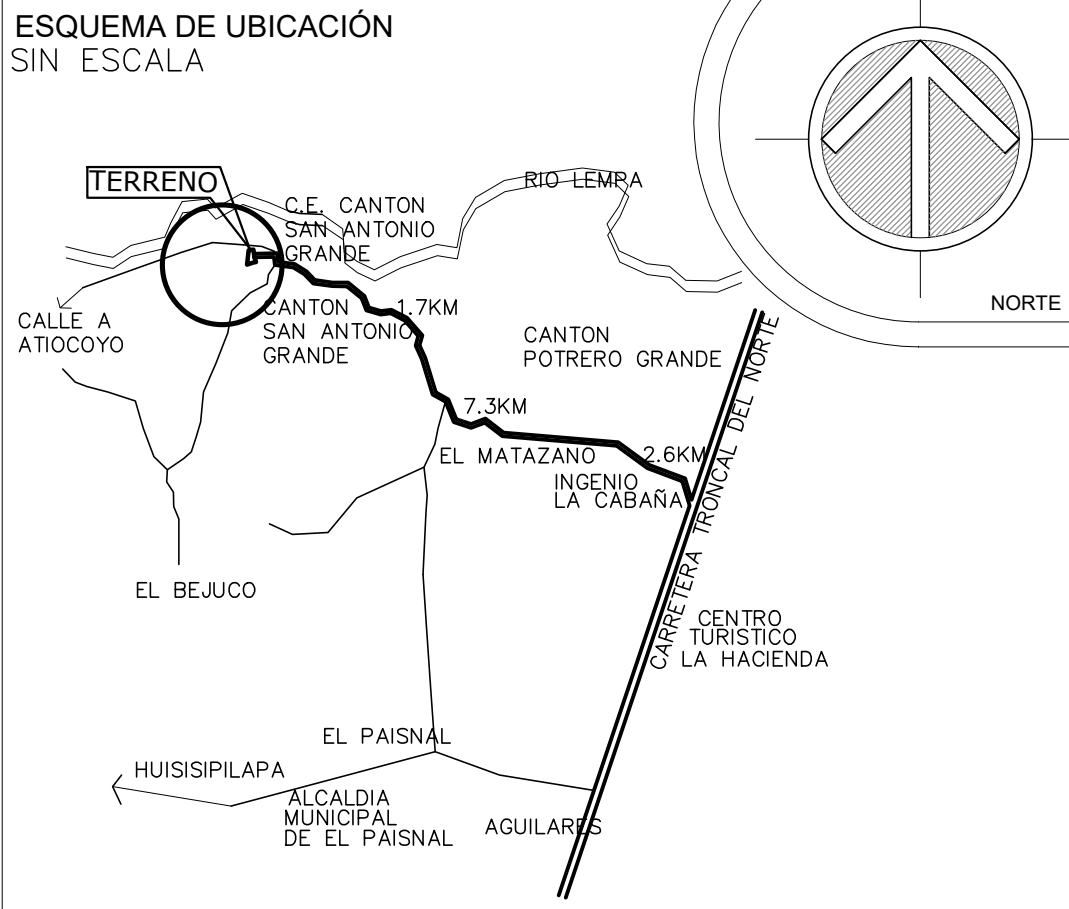 ESQUEMA DE UBICACIÓN
SIN ESCALA
NORTE
TERRENO
RIO LEMPA
C.E. CANTON
SAN ANTONIO
GRANDE
CALLE A
ATIOCOYO
CANTON
SAN ANTONIO
GRANDE
1.7KM
CANTON
POTRERO GRANDE
7.3KM
EL MATAZANO
2.6KM
INGENIO
LA CABAÑA
CARRETERA TRONCAL DEL NORTE
EL BEJUCO
CENTRO
TURISTICO
LA HACIENDA
EL PAISNAL
HUISISIPILAPA
ALCALDIA
MUNICIPAL
DE EL PAISNAL
AGUILARES